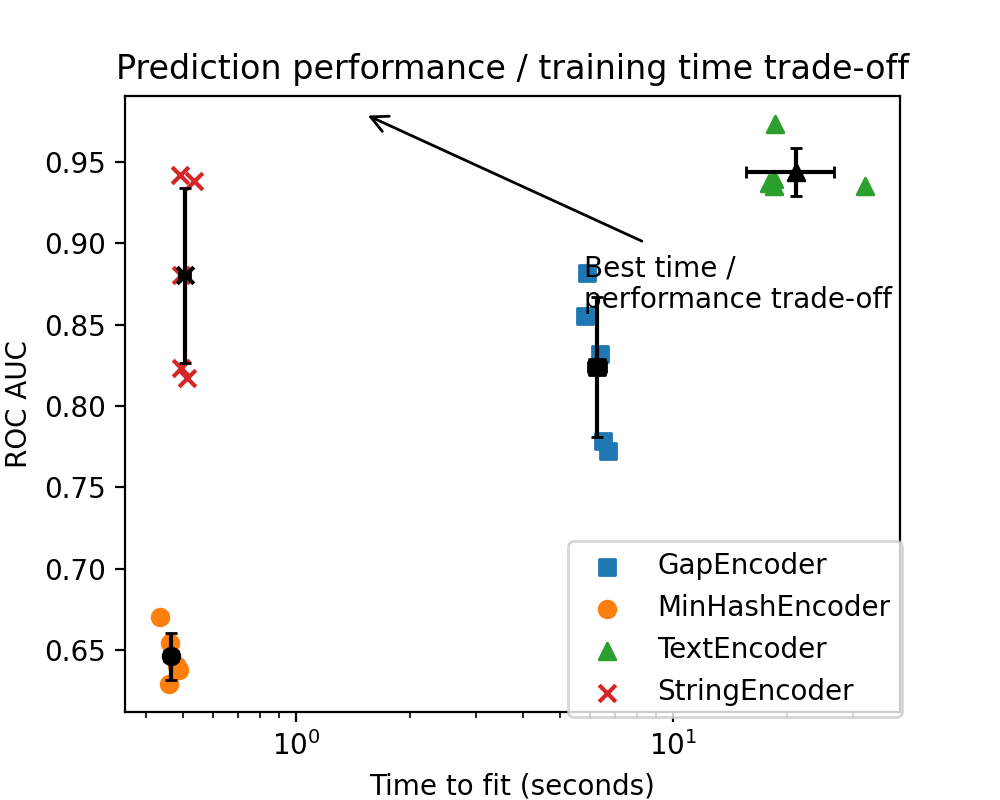 Prediction performance / training time trade-off
ROC AUC
0.95
0.90
0.85
0.80
0.75
0.70
0.65
Best time /
performance trade-off
GapEncoder
MinHashEncoder
TextEncoder
StringEncoder
10⁰
10¹
Time to fit (seconds)